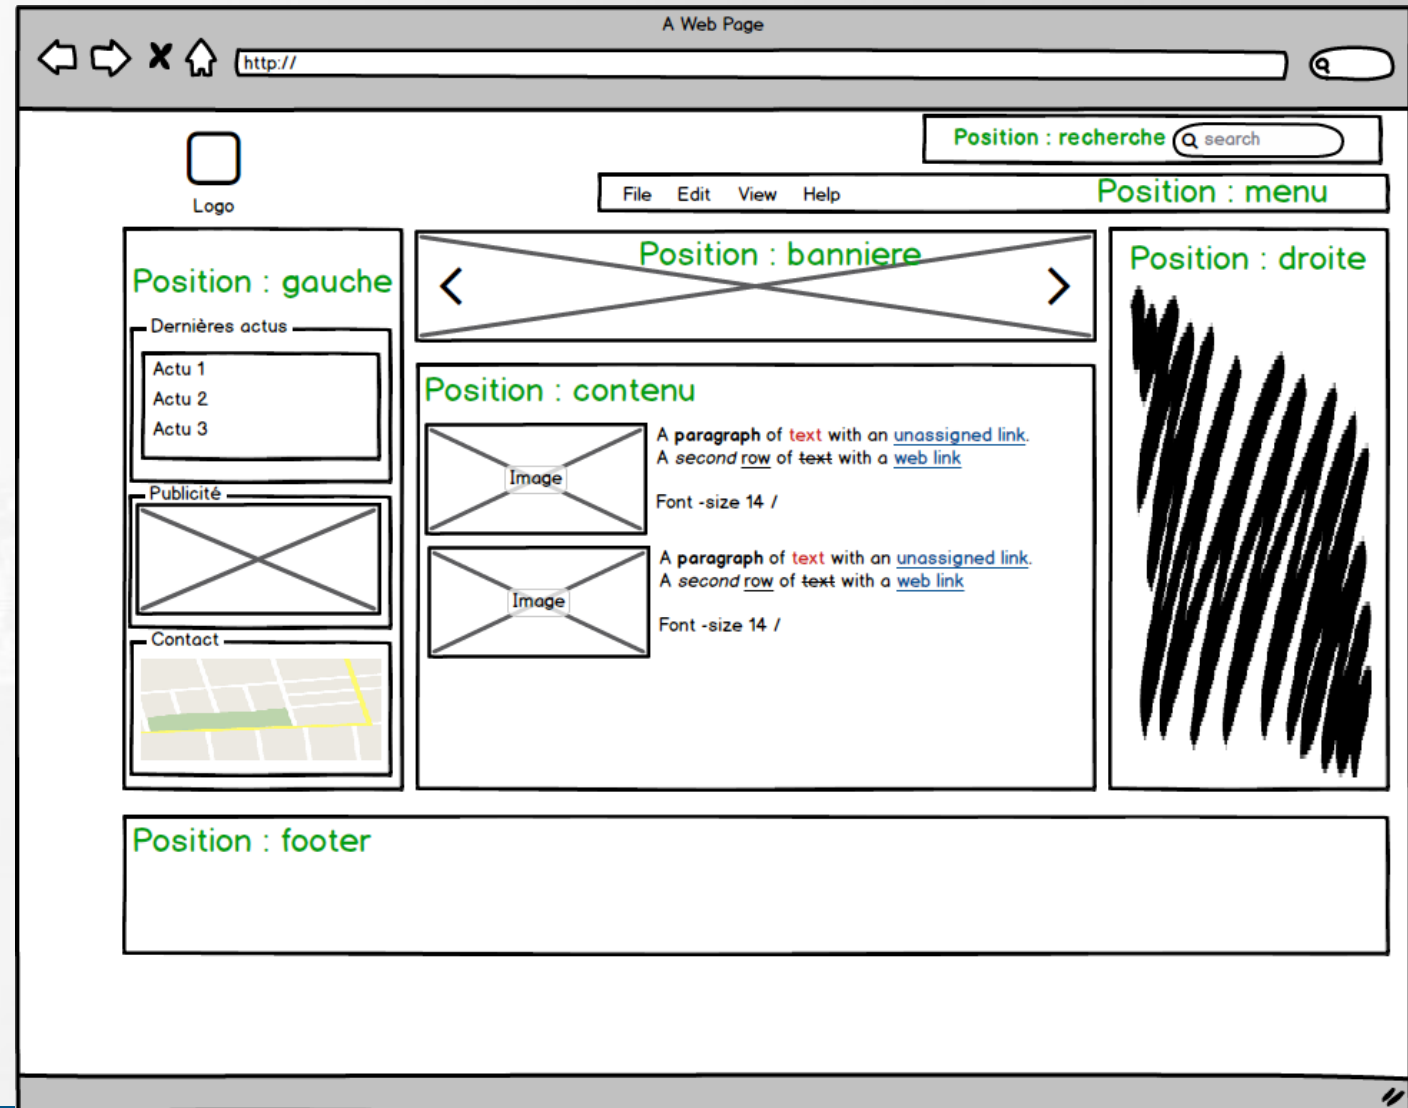 A Web Page
http://
Position : recherche search
Logo
File Edit View Help Position : menu
Position : gauche
Dernières actus
Actu 1
Actu 2
Actu 3
Publicité
Contact
Position : banniere
Position : contenu
Image
A paragraph of text with an unassigned link.
A second row of text with a web link
Font -size 14 /
Image
A paragraph of text with an unassigned link.
A second row of text with a web link
Font -size 14 /
Position : droite
Position : footer